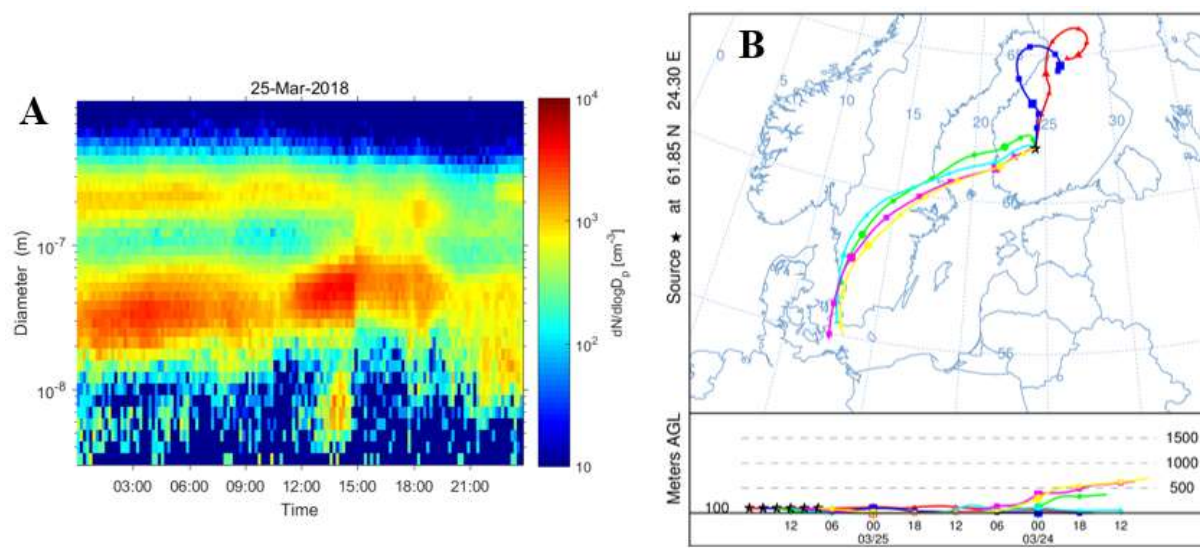 A
25-Mar-2018
10^4
10^3
10^2
10
dN/dlogD_p [cm^-3]
10^-7
10^-8
Diameter (m)
03:00 06:00 09:00 12:00 15:00 18:00 21:00
Time
B
Source ★ at 61.85 N 24.30 E
0
5
10
15
20
25
30
35
55
Meters AGL
1500
1000
500
100
12 06 00 18 12 06 00 18 12
03/25 03/24